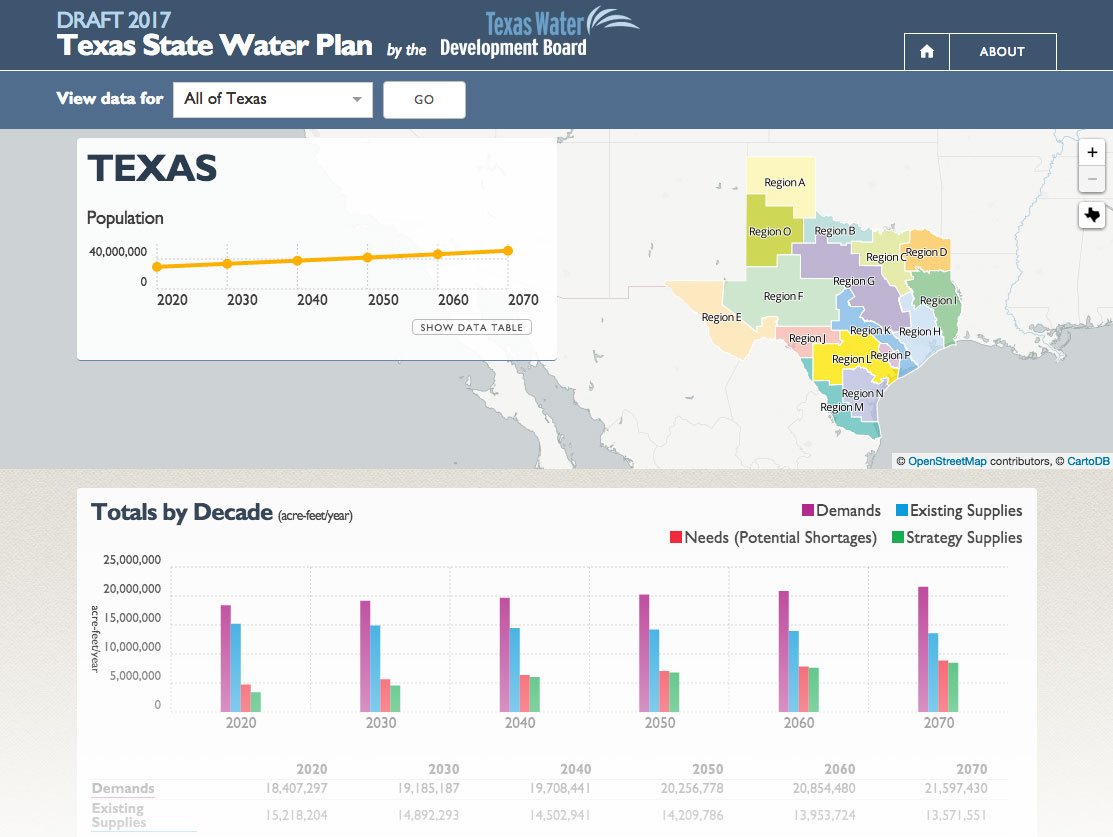 DRAFT 2017
Texas State Water Plan by the Texas Water Development Board
ABOUT
View data for All of Texas GO
TEXAS
Population
40,000,000
0
2020 2030 2040 2050 2060 2070
SHOW DATA TABLE
+
−
Region A
Region O
Region B
Region C
Region D
Region G
Region F
Region I
Region E
Region K
Region H
Region J
Region L
Region P
Region N
Region M
© OpenStreetMap contributors, © CartoDB
Totals by Decade (acre-feet/year)
Demands Existing Supplies
Needs (Potential Shortages) Strategy Supplies
25,000,000
20,000,000
15,000,000
10,000,000
5,000,000
0
acre-feet/year
2020 2030 2040 2050 2060 2070
2020 2030 2040 2050 2060 2070
Demands 18,407,297 19,185,187 19,708,441 20,256,778 20,854,480 21,597,430
Existing
Supplies 15,218,204 14,892,293 14,502,941 14,209,786 13,953,724 13,571,551